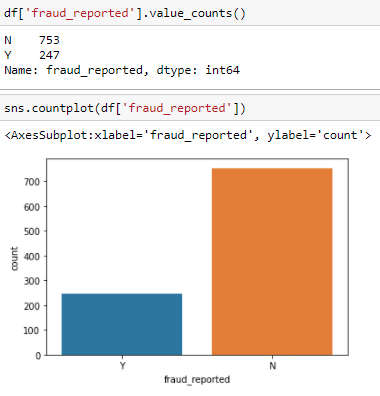 df['fraud_reported'].value_counts()
N    753
Y    247
Name: fraud_reported, dtype: int64
sns.countplot(df['fraud_reported'])
<AxesSubplot:xlabel='fraud_reported', ylabel='count'>
700
600
500
400
300
200
100
0
count
Y N
fraud_reported